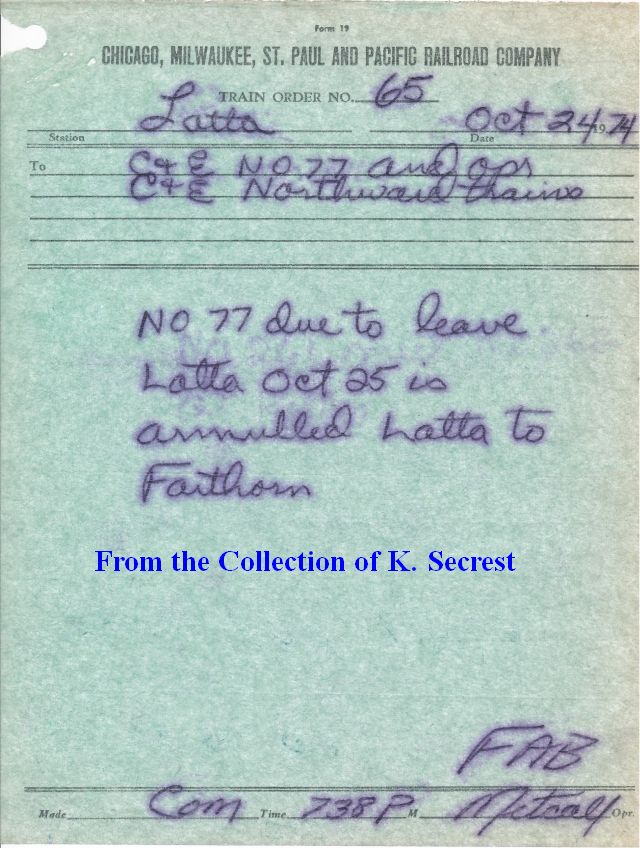 Form 19
CHICAGO, MILWAUKEE, ST. PAUL AND PACIFIC RAILROAD COMPANY
TRAIN ORDER NO. 65
Latta Oct 24 1974
Station Date
To C & E NO 77 and ops
C & E Northward trains
NO 77 due to leave
Latta Oct 25 is
annulled Latta to
Faithorn
From the Collection of K. Secrest
FAB
Made Com Time 738 P M Metcalf Opr.